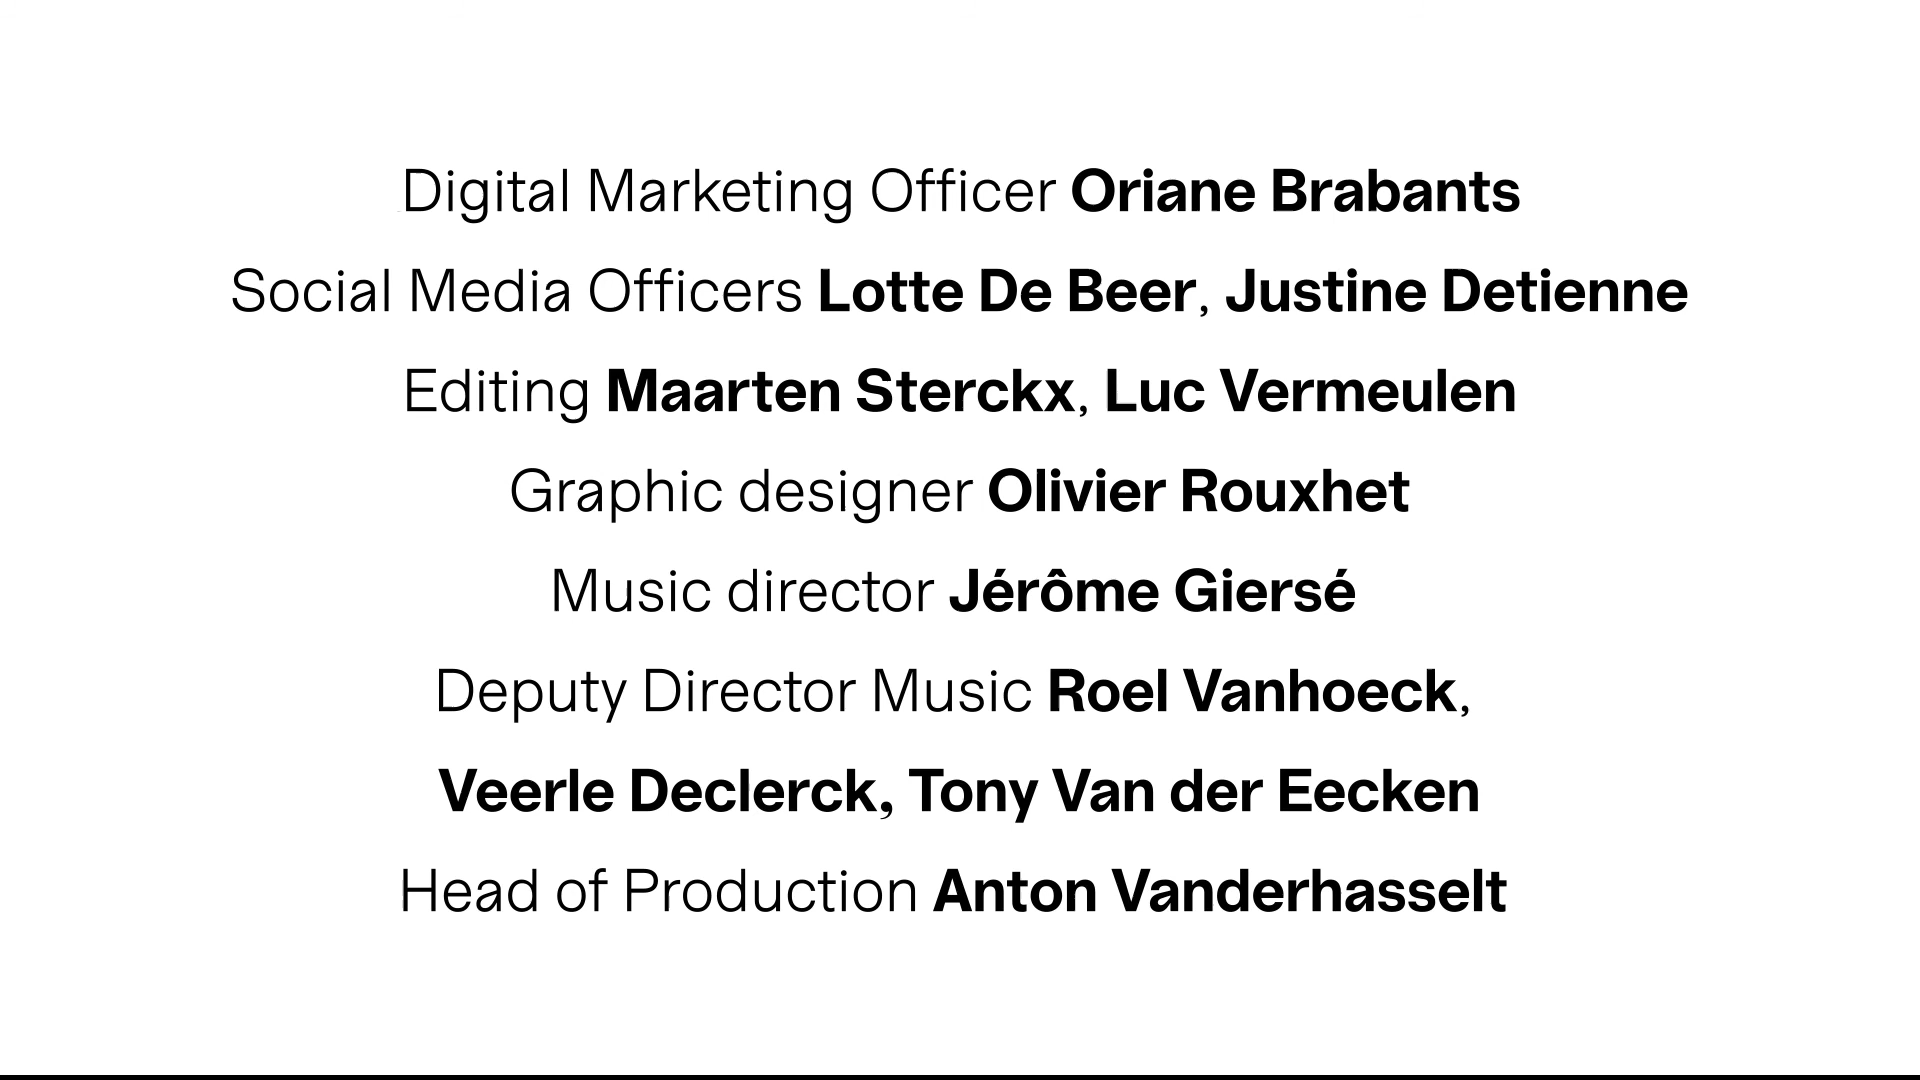 Digital Marketing Officer Oriane Brabants
Social Media Officers Lotte De Beer, Justine Detienne
Editing Maarten Sterckx, Luc Vermeulen
Graphic designer Olivier Rouxhet
Music director Jérôme Giersé
Deputy Director Music Roel Vanhoeck,
Veerle Declerck, Tony Van der Eecken
Head of Production Anton Vanderhasselt